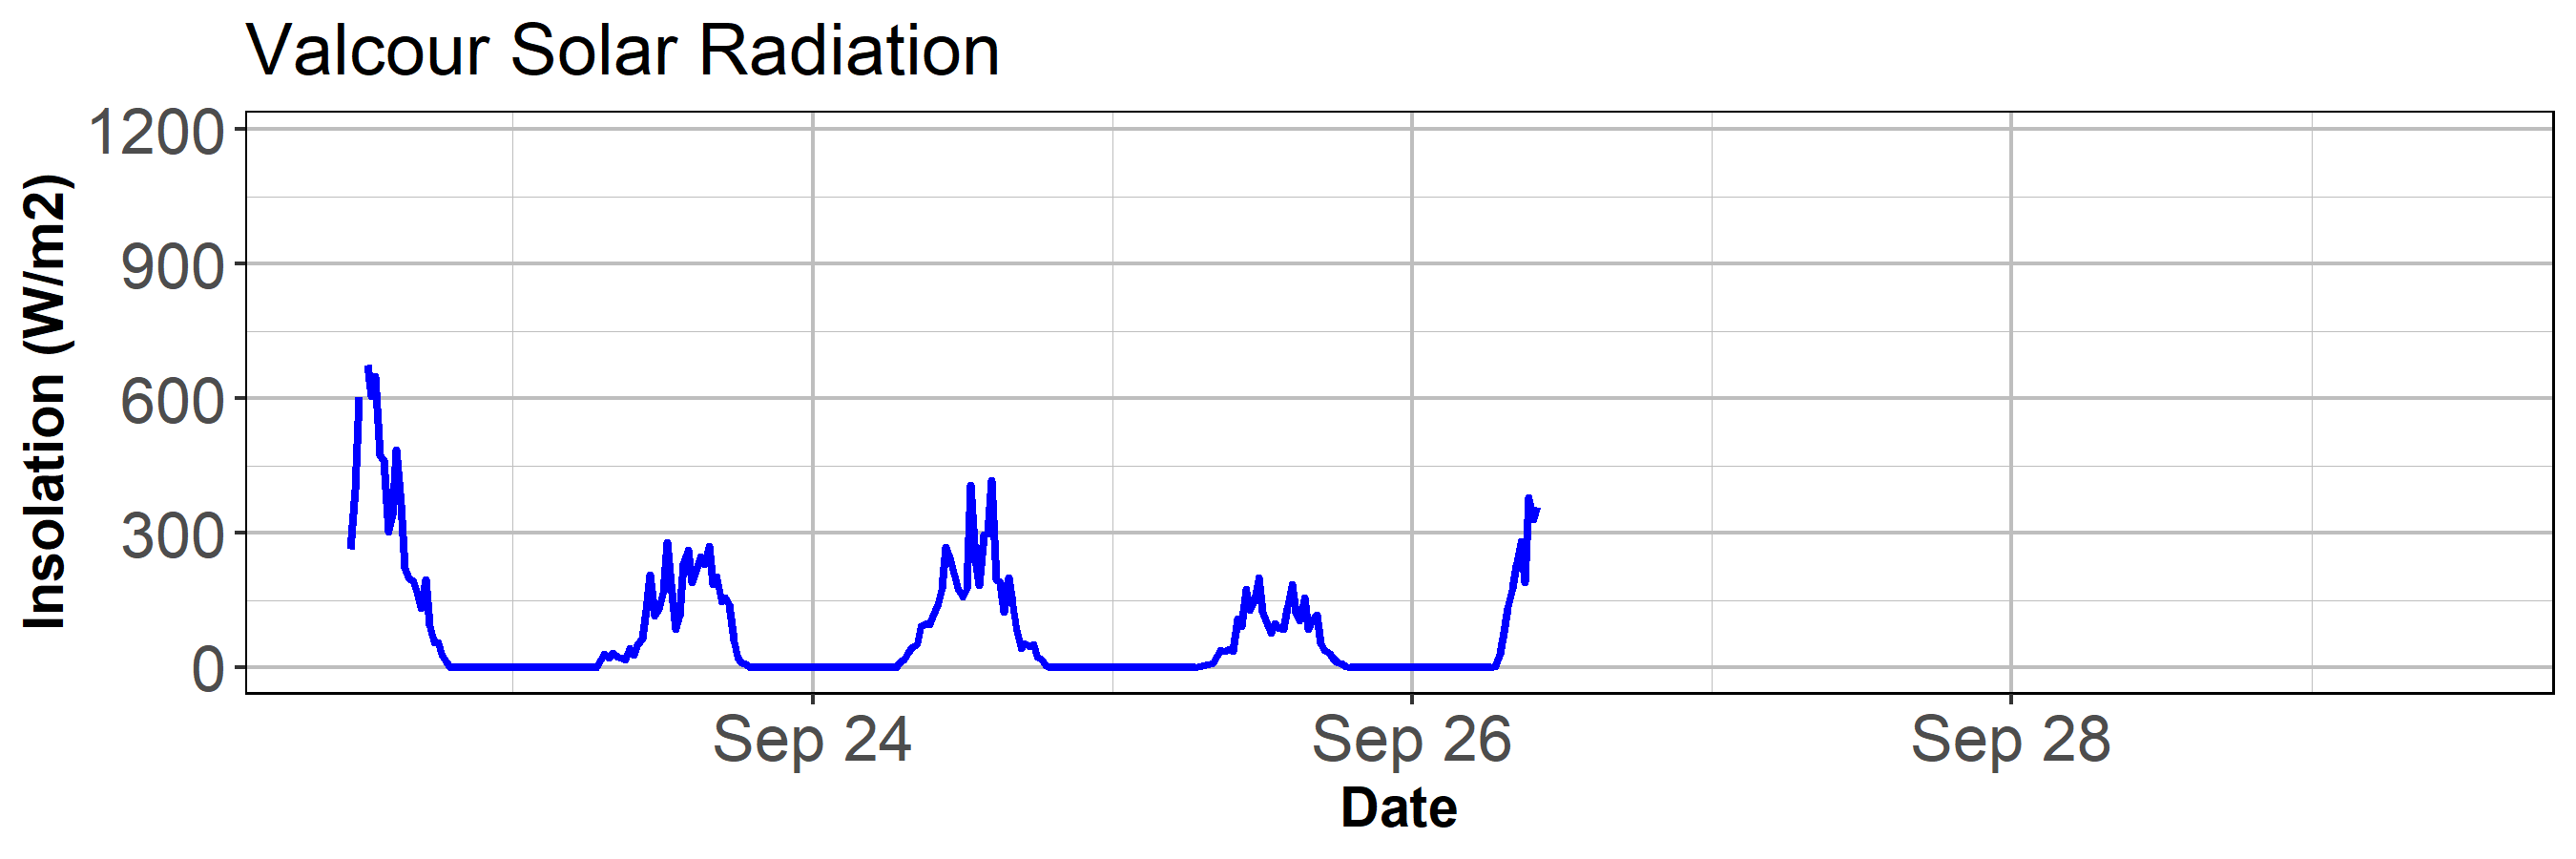 Valcour Solar Radiation
1200
900
600
300
0
Insolation (W/m2)
Sep 24
Sep 26
Sep 28
Date